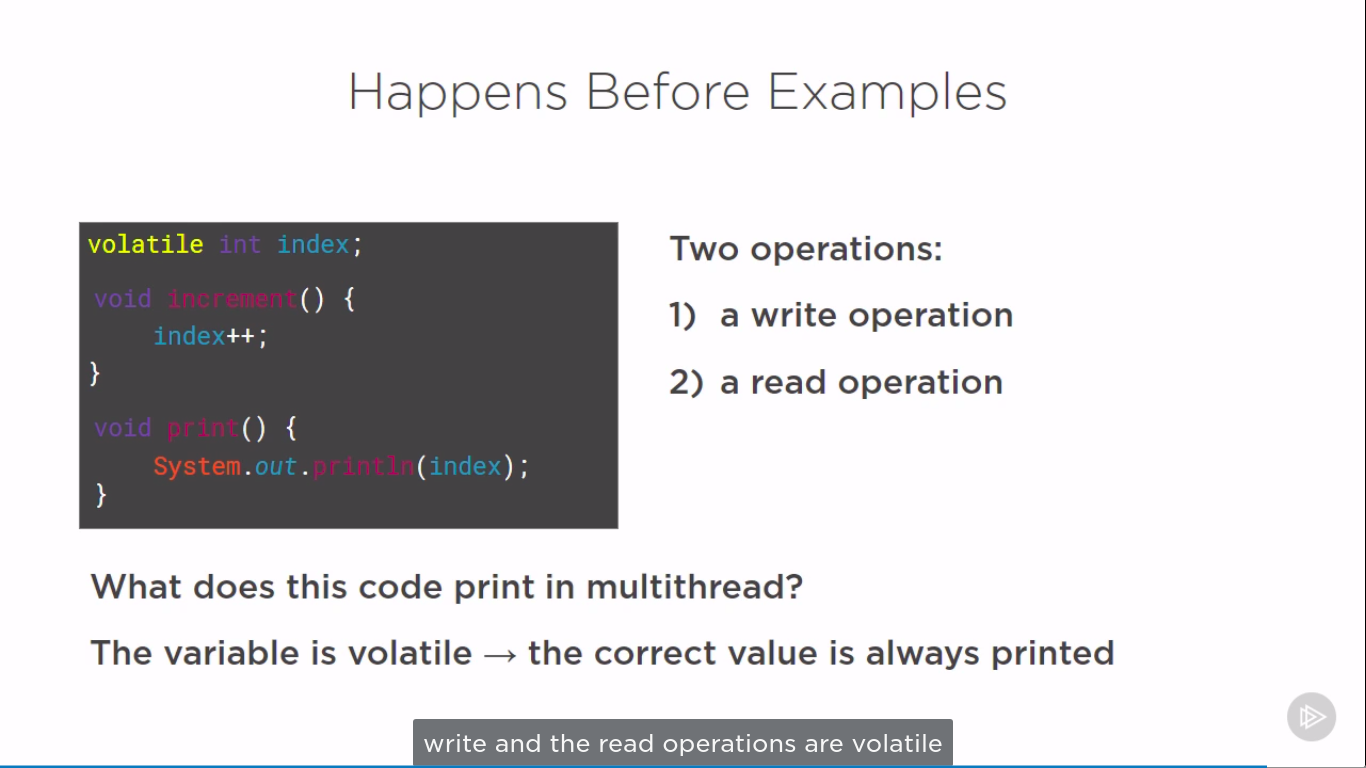 Happens Before Examples
volatile int index;
void increment() {
index++;
}
void print() {
System.out.println(index);
}
Two operations:
1) a write operation
2) a read operation
What does this code print in multithread?
The variable is volatile → the correct value is always printed
write and the read operations are volatile